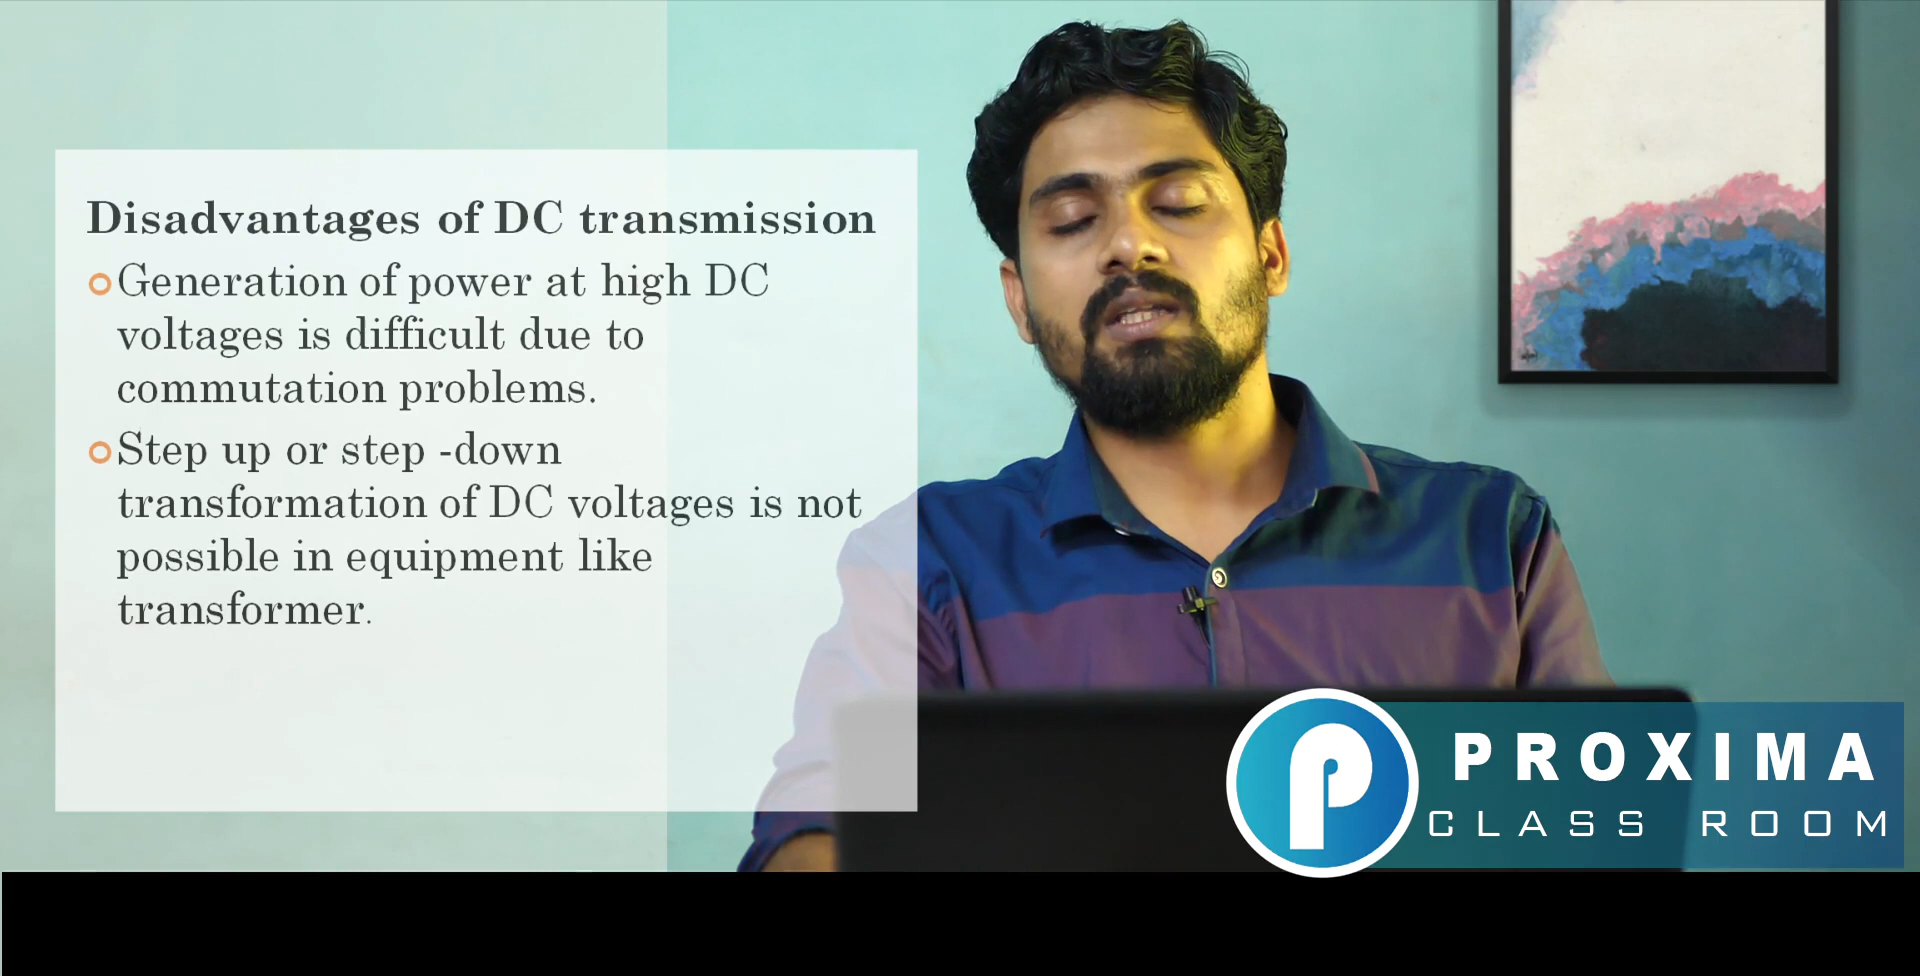 Disadvantages of DC transmission
Generation of power at high DC
voltages is difficult due to
commutation problems.
Step up or step -down
transformation of DC voltages is not
possible in equipment like
transformer.
PROXIMA
CLASS ROOM